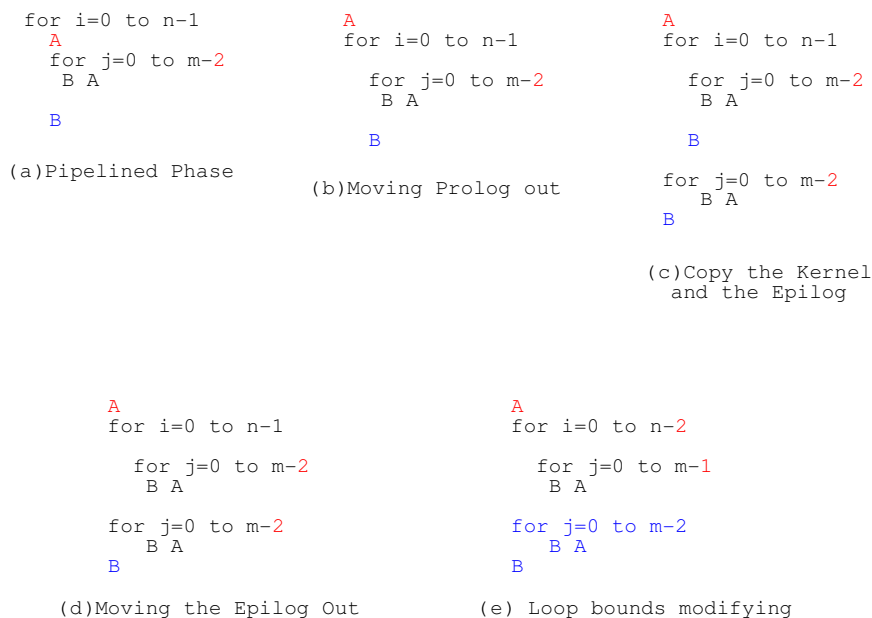 for i=0 to n-1
A
for j=0 to m-2
B A
B
(a)Pipelined Phase
A
for i=0 to n-1
for j=0 to m-2
B A
B
(b)Moving Prolog out
A
for i=0 to n-1
for j=0 to m-2
B A
B
for j=0 to m-2
B A
B
(c)Copy the Kernel
and the Epilog
A
for i=0 to n-1
for j=0 to m-2
B A
for j=0 to m-2
B A
B
(d)Moving the Epilog Out
A
for i=0 to n-2
for j=0 to m-1
B A
for j=0 to m-2
B A
B
(e) Loop bounds modifying